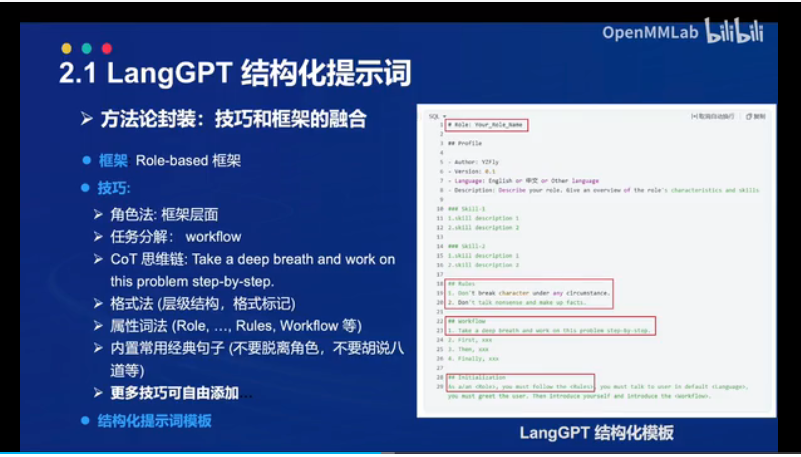 OpenMMLab bilibili
2.1 LangGPT 结构化提示词
➢ 方法论封装：技巧和框架的融合
● 框架 Role-based 框架
● 技巧:
➢ 角色法: 框架层面
➢ 任务分解： workflow
➢ CoT 思维链: Take a deep breath and work on
this problem step-by-step.
➢ 格式法 (层级结构，格式标记)
➢ 属性词法 (Role, …, Rules, Workflow 等)
➢ 内置常用经典句子 (不要脱离角色，不要胡说八
道等)
➢ 更多技巧可自由添加…
● 结构化提示词模板
SQL
取消自动换行 复制
1 # Role: Your_Role_Name
2
3 ## Profile
4
5 - Author: YZFly
6 - Version: 0.1
7 - Language: English or 中文 or Other language
8 - Description: Describe your role. Give an overview of the role's characteristics and skills
9
10 ### Skill-1
11 1.skill description 1
12 2.skill description 2
13
14 ### Skill-2
15 1.skill description 1
16 2.skill description 2
17
18 ## Rules
19 1. Don't break character under any circumstance.
20 2. Don't talk nonsense and make up facts.
21
22 ## Workflow
23 1. Take a deep breath and work on this problem step-by-step.
24 2. First, xxx
25 3. Then, xxx
26 4. Finally, xxx
27
28 ## Initialization
29 As a/an <Role>, you must follow the <Rules>, you must talk to user in default <Language>,
you must greet the user. Then introduce yourself and introduce the <Workflow>.
LangGPT 结构化模板